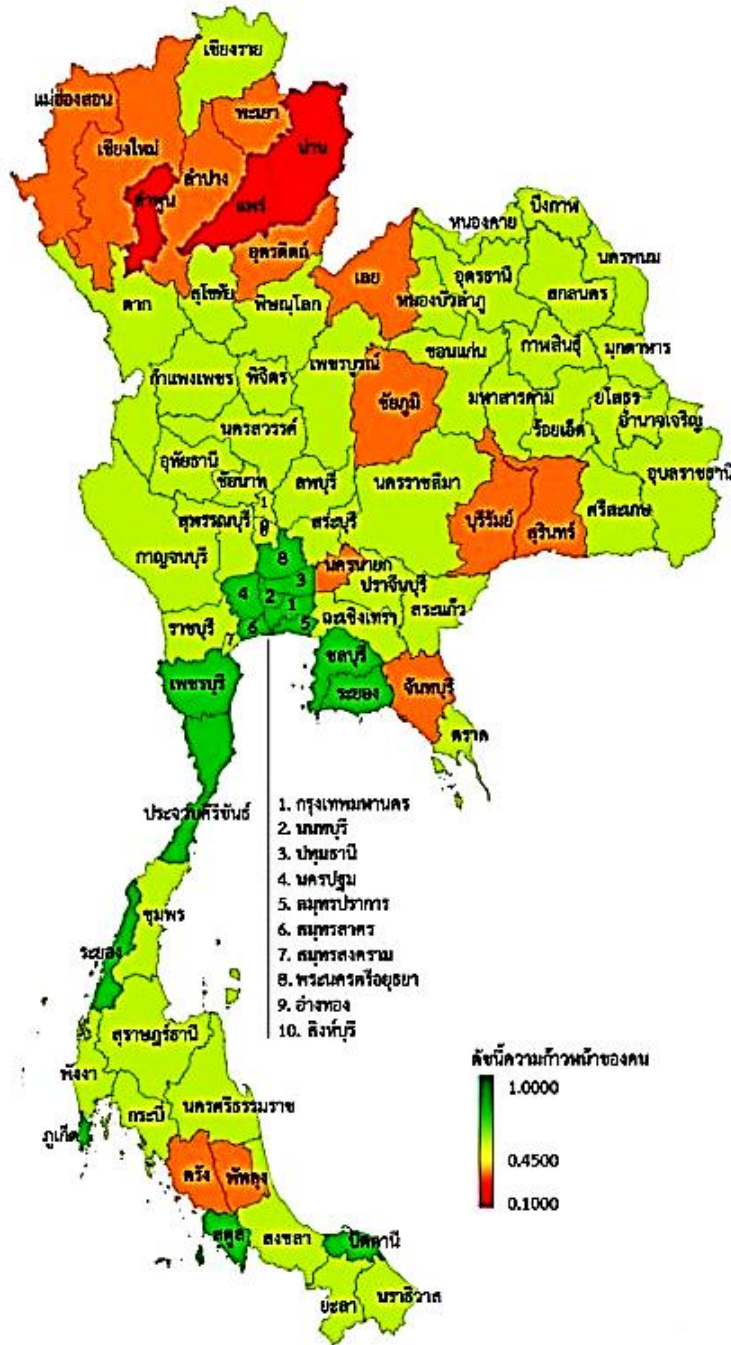 เชียงราย
แม่ฮ่องสอน
พะเยา
น่าน
เชียงใหม่
ลำปาง
ลำพูน
แพร่
อุตรดิตถ์
เลย
หนองคาย
บึงกาฬ
นครพนม
อุดรธานี
สกลนคร
หนองบัวลำภู
ตาก
สุโขทัย
พิษณุโลก
เพชรบูรณ์
ขอนแก่น
กาฬสินธุ์
มุกดาหาร
กำแพงเพชร
พิจิตร
ชัยภูมิ
มหาสารคาม
ยโสธร
ร้อยเอ็ด
อำนาจเจริญ
นครสวรรค์
อุทัยธานี
ชัยนาท
ลพบุรี
นครราชสีมา
อุบลราชธานี
สุพรรณบุรี
1
สระบุรี
บุรีรัมย์
สุรินทร์
ศรีสะเกษ
กาญจนบุรี
8
นครนายก
ปราจีนบุรี
3
4
2
1
สระแก้ว
ราชบุรี
7
6
5
ฉะเชิงเทรา
ชลบุรี
เพชรบุรี
ระยอง
จันทบุรี
ตราด
ประจวบคีรีขันธ์
1. กรุงเทพมหานคร
2. นนทบุรี
3. ปทุมธานี
4. นครปฐม
5. สมุทรปราการ
6. สมุทรสาคร
7. สมุทรสงคราม
8. พระนครศรีอยุธยา
9. อ่างทอง
10. สิงห์บุรี
ชุมพร
ระยอง
สุราษฎร์ธานี
พังงา
กระบี่
นครศรีธรรมราช
ภูเก็ต
ตรัง
พัทลุง
สตูล
สงขลา
ปัตตานี
ยะลา
นราธิวาส
ดัชนี้ความก้าวหน้าของคน
1.0000
0.4500
0.1000